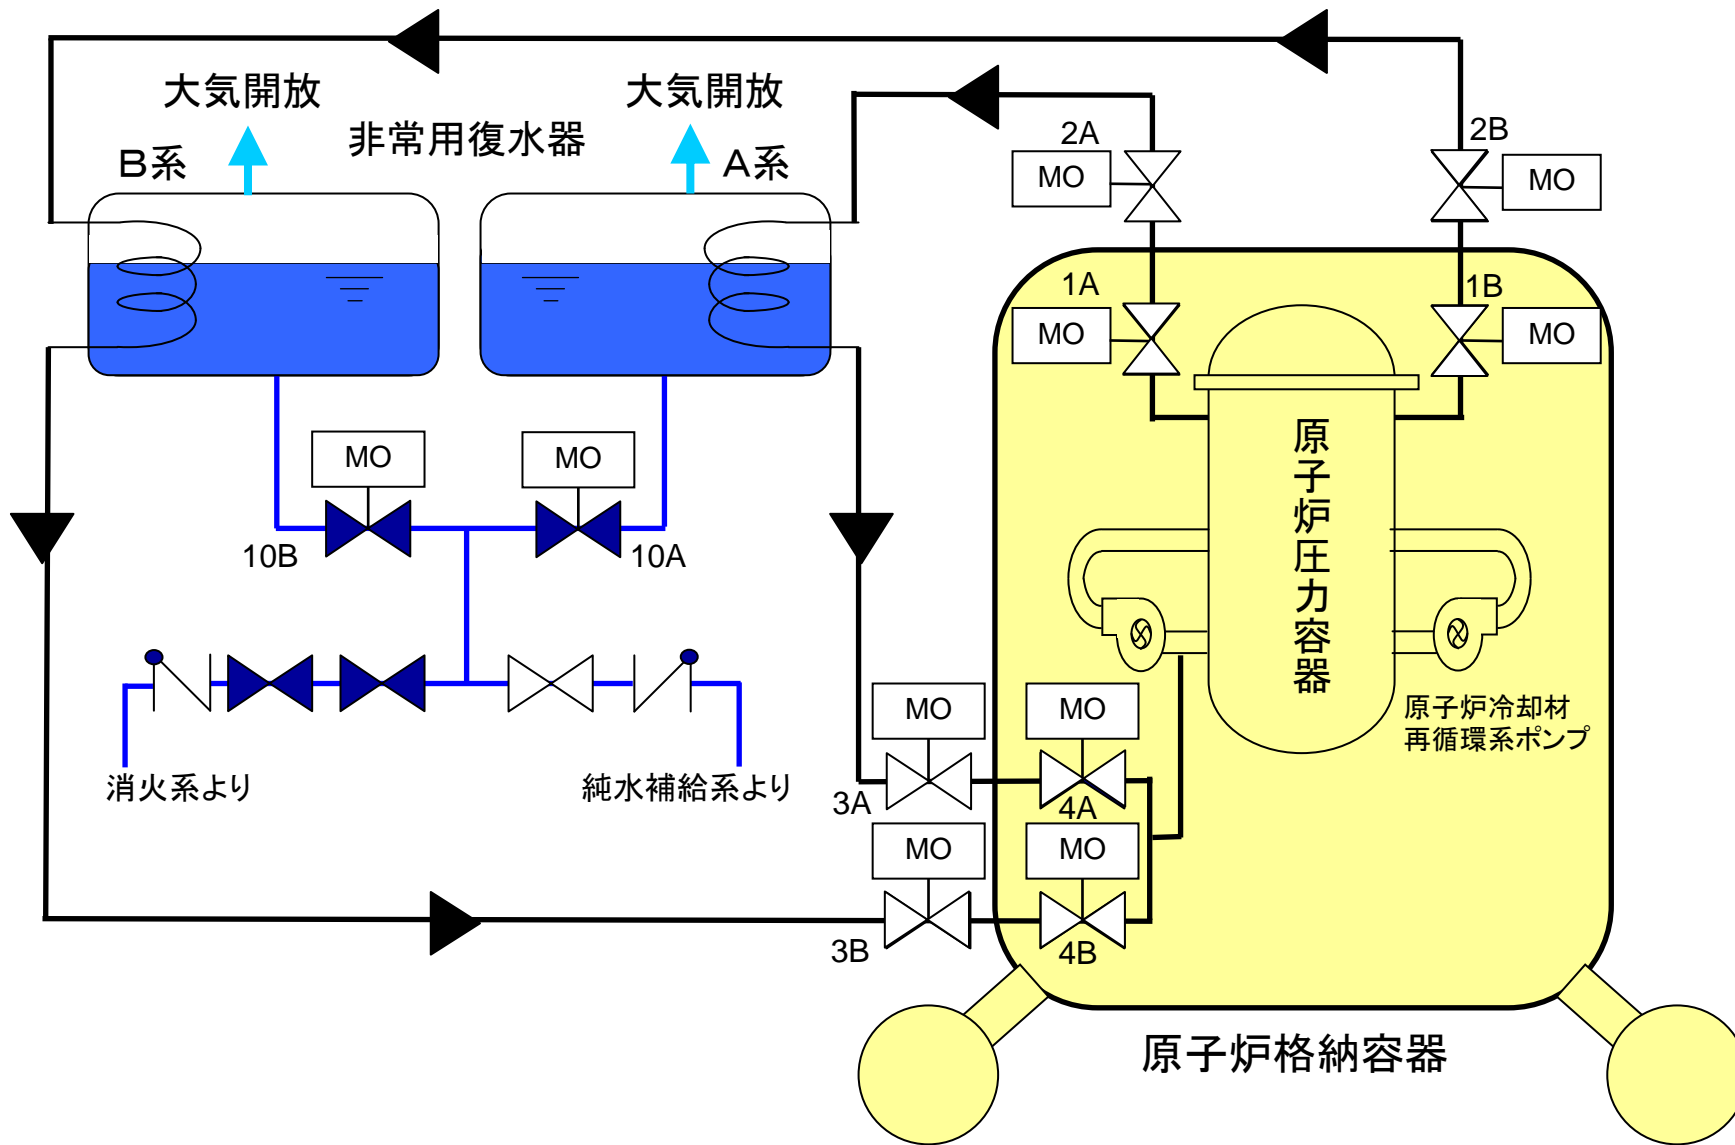 大気開放
大気開放
非常用復水器
B系
A系
2A
2B
MO
MO
1A
1B
MO
MO
原子炉圧力容器
MO
MO
10B
10A
消火系より
純水補給系より
原子炉冷却材
再循環系ポンプ
MO
MO
3A
4A
MO
MO
3B
4B
原子炉格納容器